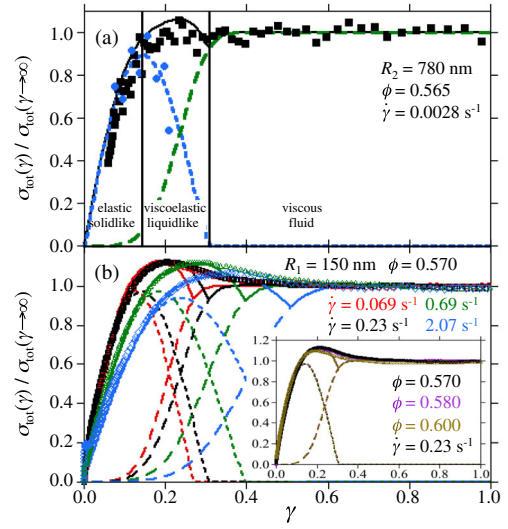 (a)
σtot(γ) / σtot(γ→∞)
1.0
0.8
0.6
0.4
0.2
0.0
R2 = 780 nm
ϕ = 0.565
γ̇ = 0.0028 s-1
elastic
solidlike
viscoelastic
liquidlike
viscous
fluid
(b)
σtot(γ) / σtot(γ→∞)
1.0
0.8
0.6
0.4
0.2
0.0
R1 = 150 nm ϕ = 0.570
γ̇ = 0.069 s-1 0.69 s-1
γ̇ = 0.23 s-1 2.07 s-1
1.2
1.0
0.8
0.6
0.4
0.2
0.0
ϕ = 0.570
ϕ = 0.580
ϕ = 0.600
γ̇ = 0.23 s-1
0.0 0.2 0.4 0.6 0.8 1.0
0.0 0.2 0.4 0.6 0.8 1.0
γ